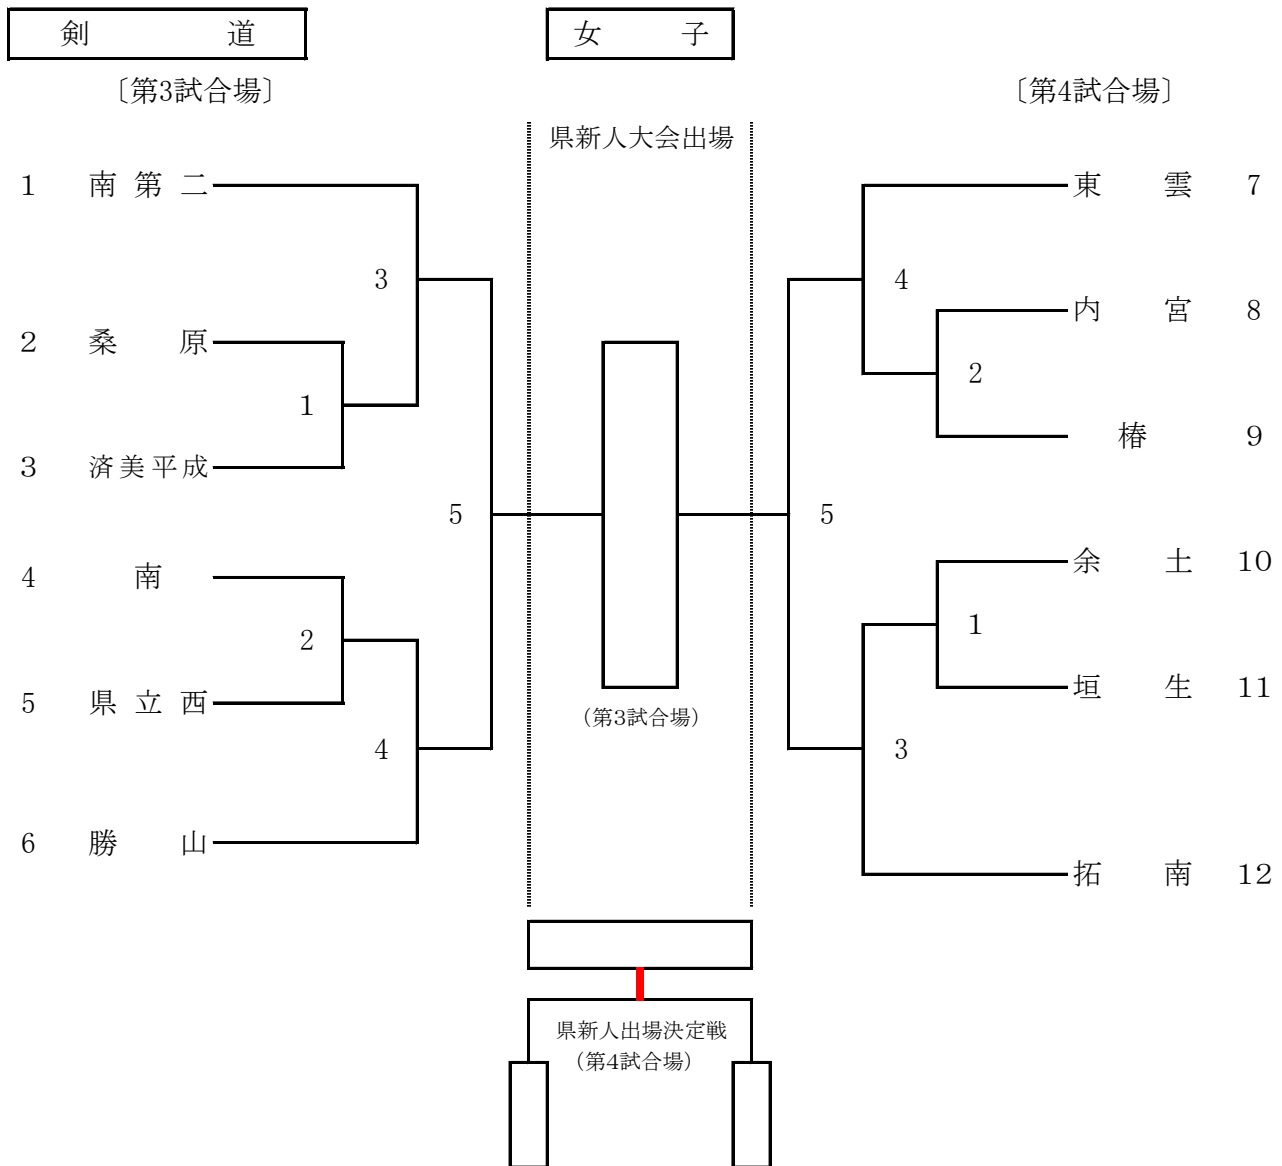 剣道
女子
〔第3試合場〕
〔第4試合場〕
県新人大会出場
1 南第二
3
2 桑原
1
3 済美平成
5
4 南
2
5 県立西
4
6 勝山
東雲 7
4
内宮 8
2
椿 9
5
余土 10
1
垣生 11
3
拓南 12
(第3試合場)
県新人出場決定戦
(第4試合場)